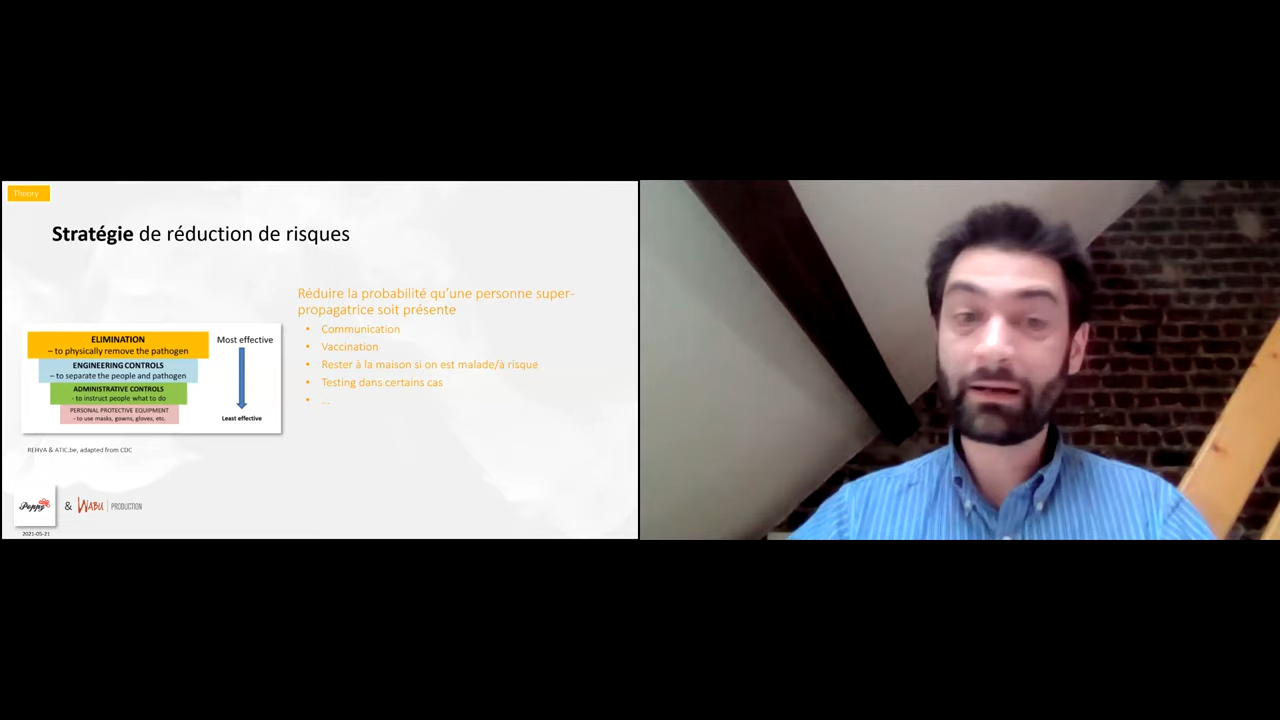 Theory
Stratégie de réduction de risques
Réduire la probabilité qu'une personne super-
propagatrice soit présente
• Communication
• Vaccination
• Rester à la maison si on est malade/à risque
• Testing dans certains cas
• ...
ELIMINATION
– to physically remove the pathogen
ENGINEERING CONTROLS
– to separate the people and pathogen
ADMINISTRATIVE CONTROLS
- to instruct people what to do
PERSONAL PROTECTIVE EQUIPMENT
- to use masks, gowns, gloves, etc.
Most effective
Least effective
REHVA & ATIC.be, adapted from CDC
Poppy & WABU | PRODUCTION
2021-05-21